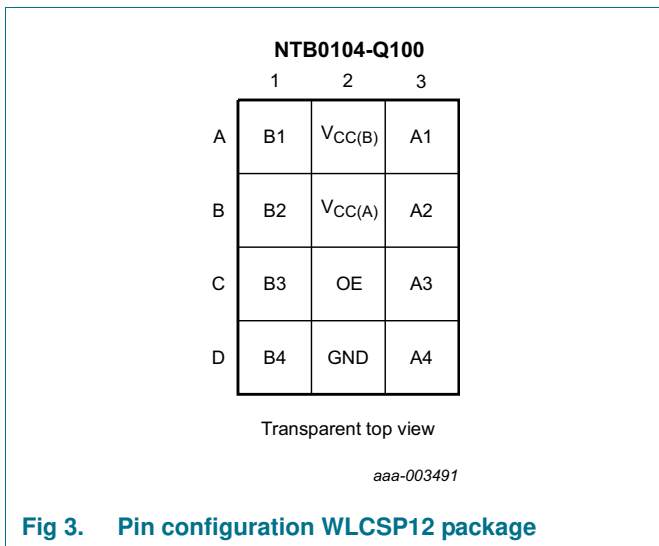 NTB0104-Q100
1 2 3
A B1 VCC(B) A1
B B2 VCC(A) A2
C B3 OE A3
D B4 GND A4
Transparent top view
aaa-003491
Fig 3. Pin configuration WLCSP12 package